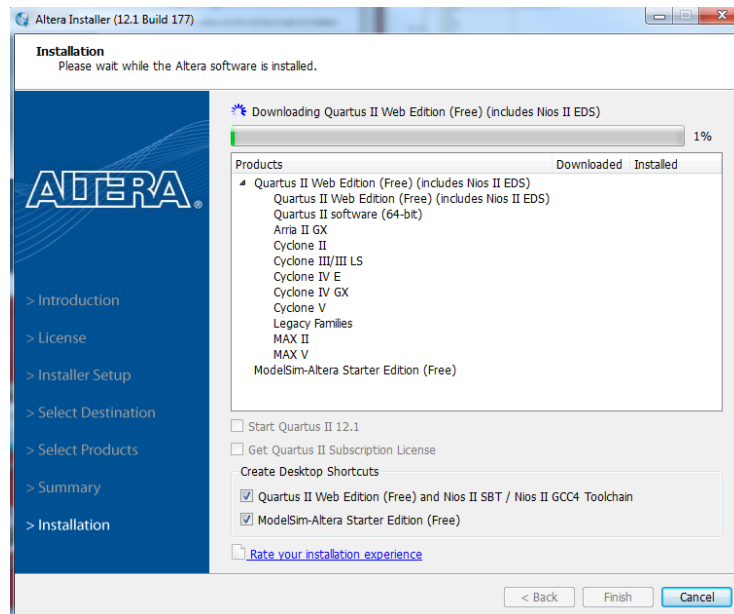 Altera Installer (12.1 Build 177)
Installation
Please wait while the Altera software is installed.
Downloading Quartus II Web Edition (Free) (includes Nios II EDS)
1%
Products Downloaded Installed
Quartus II Web Edition (Free) (includes Nios II EDS)
Quartus II Web Edition (Free) (includes Nios II EDS)
Quartus II software (64-bit)
Arria II GX
Cyclone II
Cyclone III/III LS
Cyclone IV E
Cyclone IV GX
Cyclone V
Legacy Families
MAX II
MAX V
ModelSim-Altera Starter Edition (Free)
ALTERA®
> Introduction
> License
> Installer Setup
> Select Destination
> Select Products
> Summary
> Installation
Start Quartus II 12.1
Get Quartus II Subscription License
Create Desktop Shortcuts
Quartus II Web Edition (Free) and Nios II SBT / Nios II GCC4 Toolchain
ModelSim-Altera Starter Edition (Free)
Rate your installation experience
< Back Finish Cancel